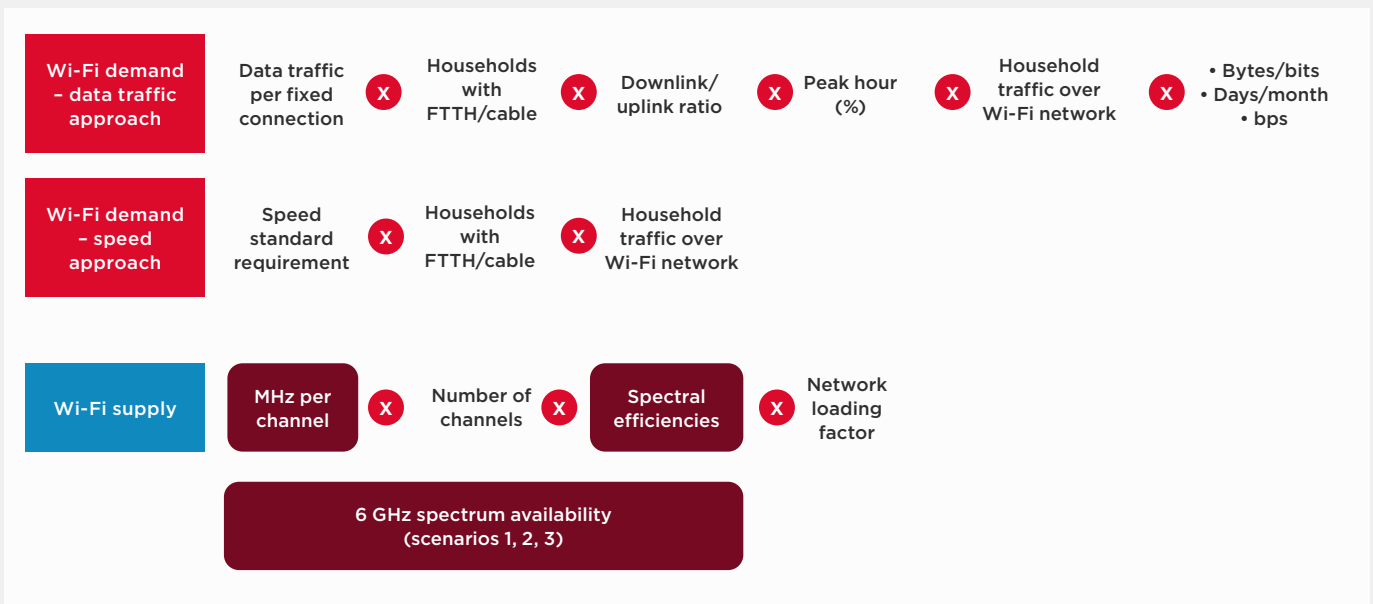 Wi-Fi demand
– data traffic
approach
Data traffic
per fixed
connection
X
Households
with
FTTH/cable
X
Downlink/
uplink ratio
X
Peak hour
(%)
X
Household
traffic over
Wi-Fi network
X
• Bytes/bits
• Days/month
• bps
Wi-Fi demand
– speed
approach
Speed
standard
requirement
X
Households
with
FTTH/cable
X
Household
traffic over
Wi-Fi network
Wi-Fi supply
MHz per
channel
X
Number of
channels
X
Spectral
efficiencies
X
Network
loading
factor
6 GHz spectrum availability
(scenarios 1, 2, 3)